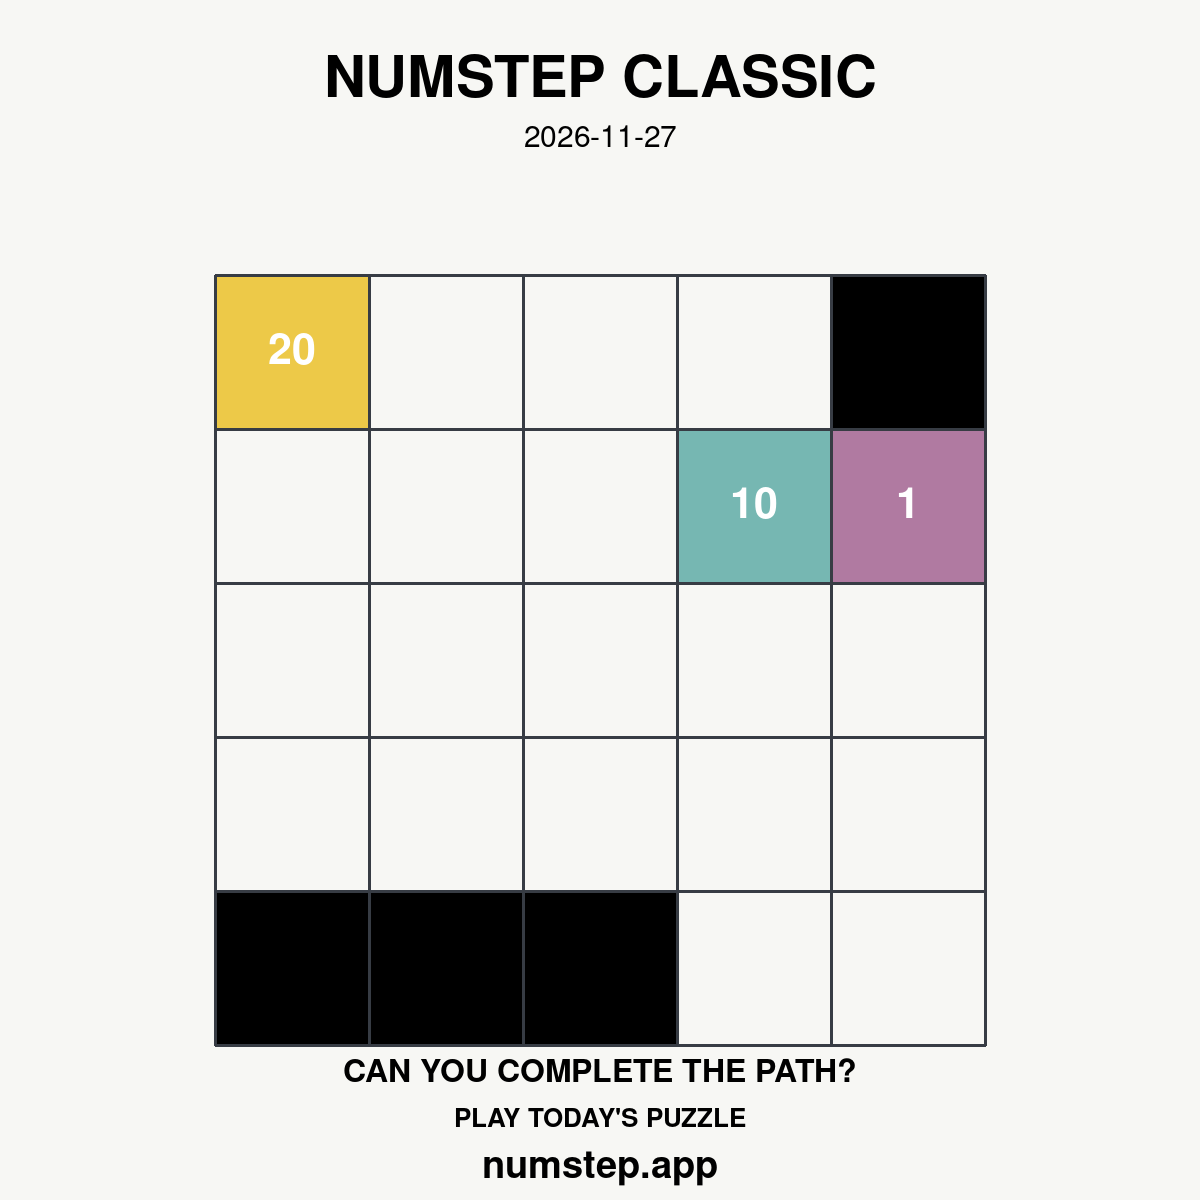 NUMSTEP CLASSIC
2026-11-27
20
10 1
CAN YOU COMPLETE THE PATH?
PLAY TODAY'S PUZZLE
numstep.app